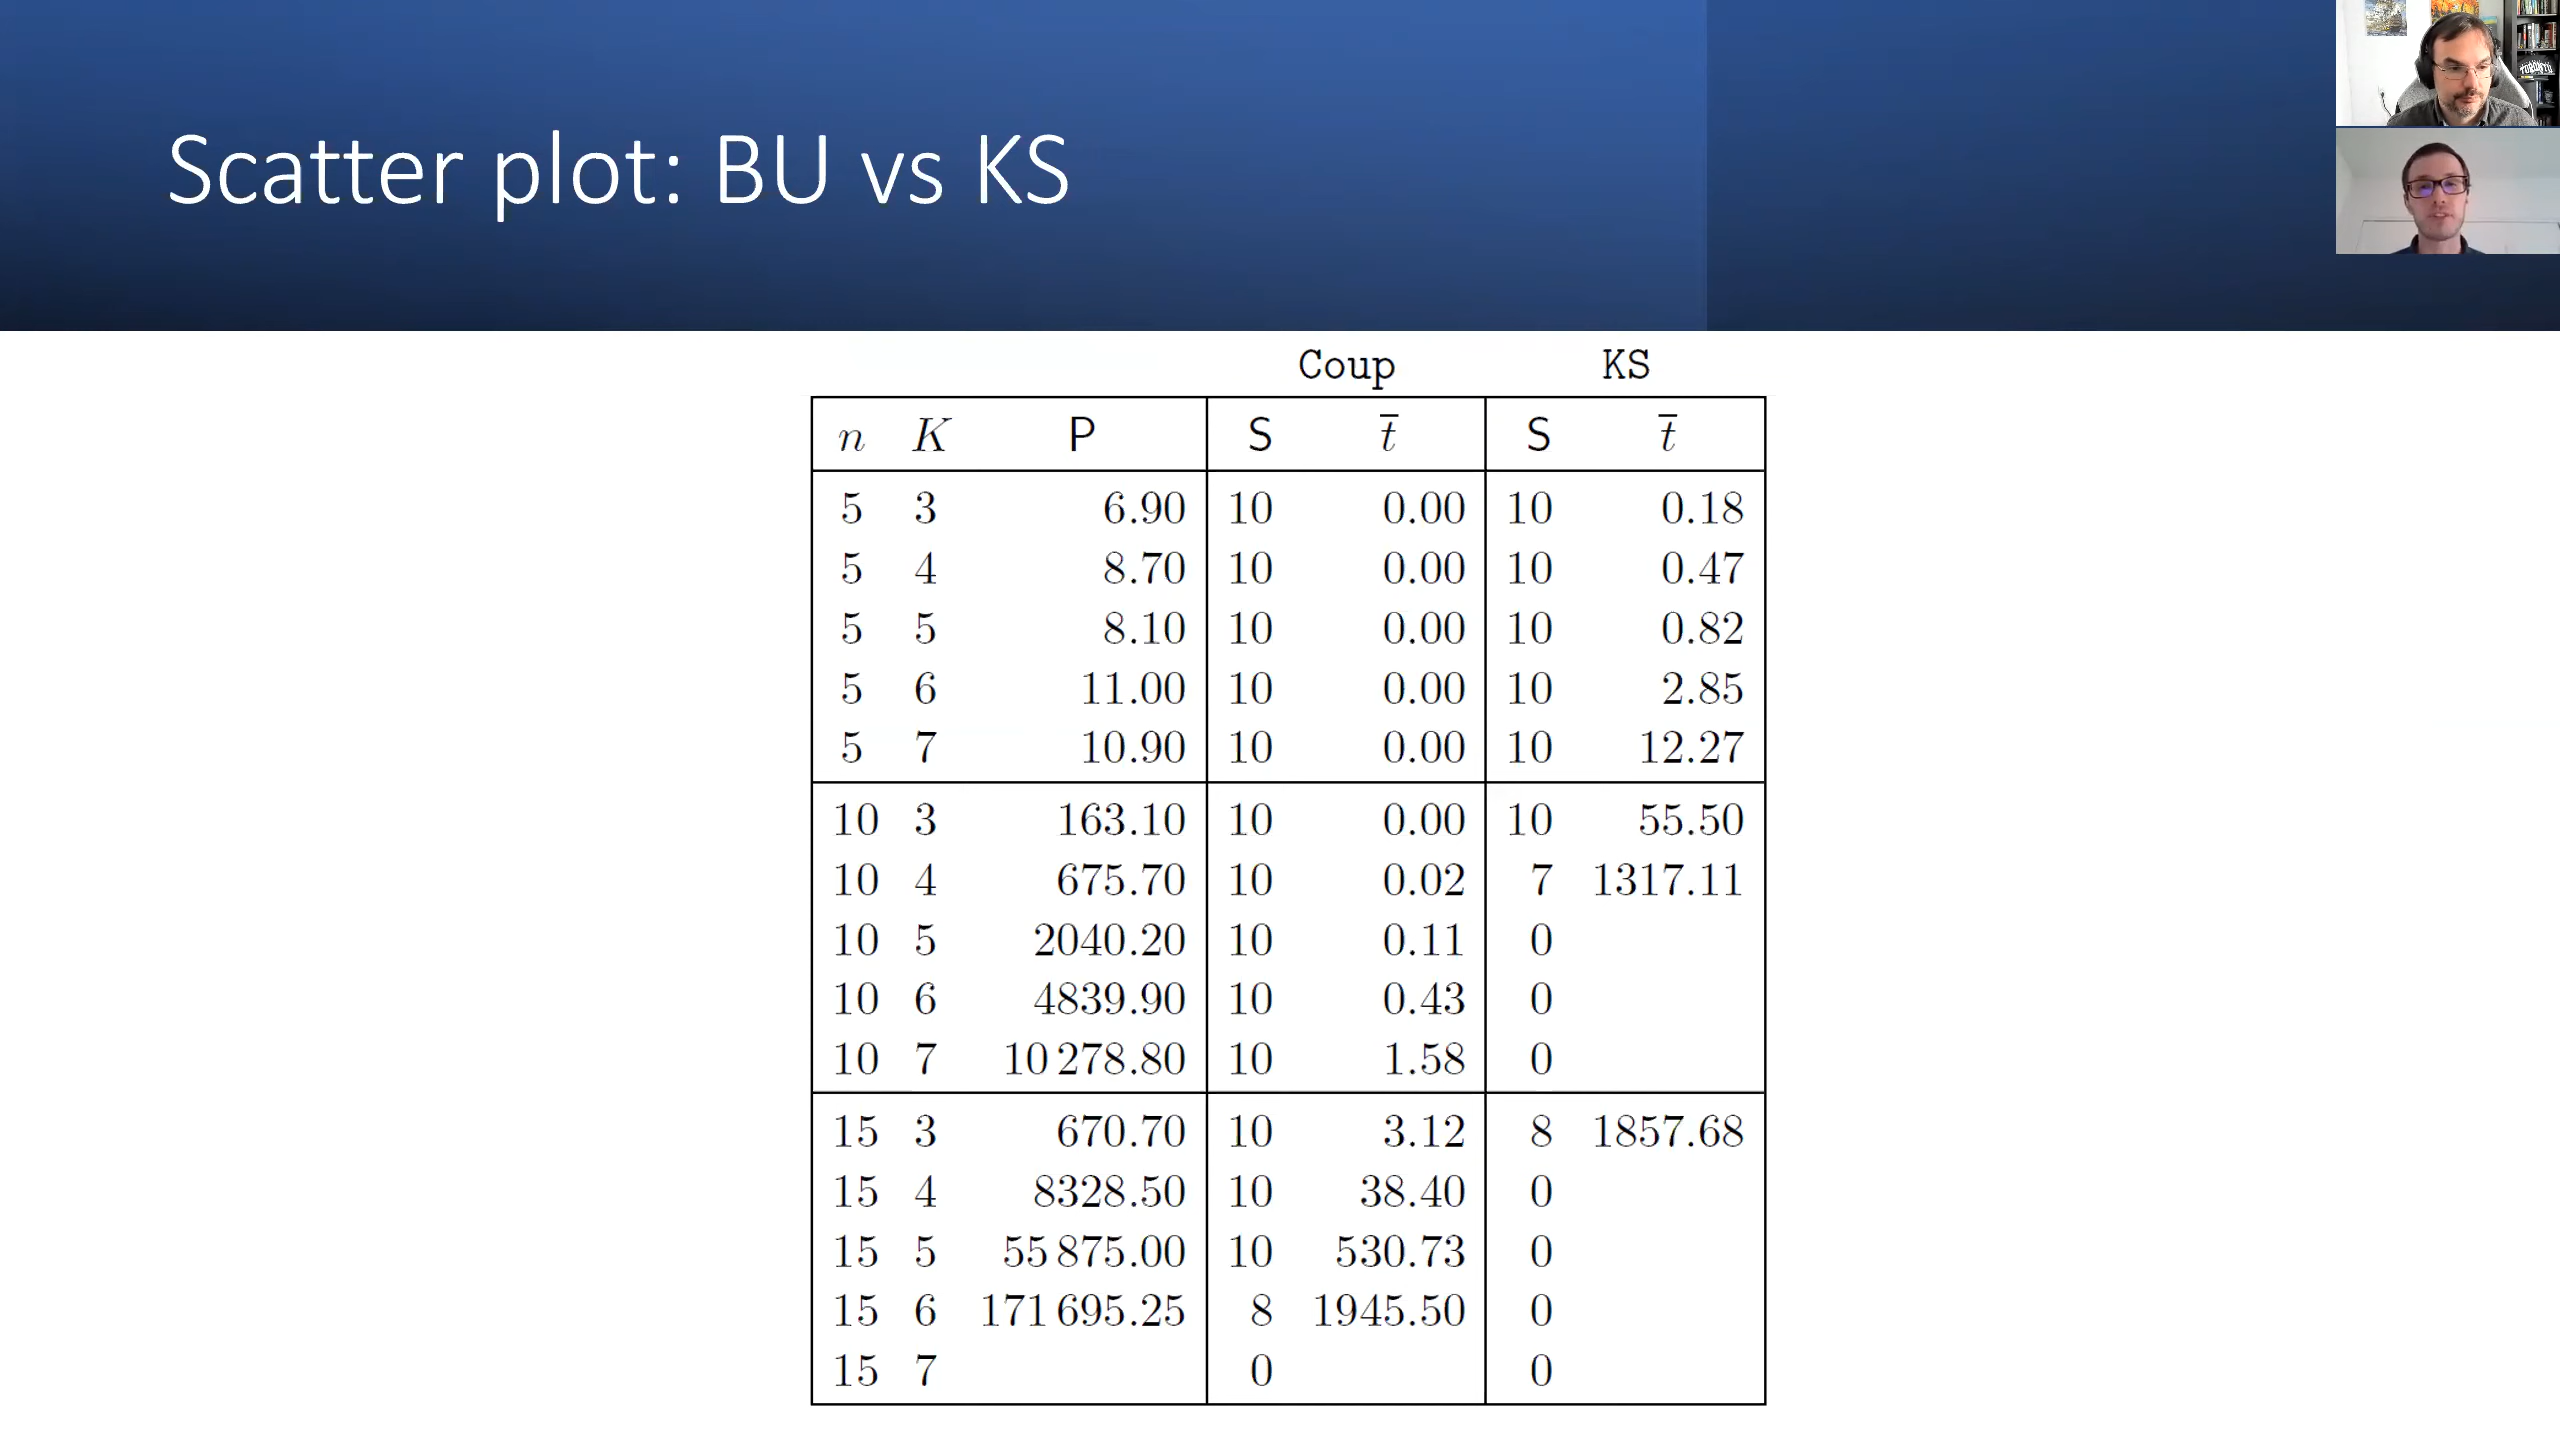 TORONTO
Scatter plot: BU vs KS
Coup KS
n K P S t̅ S t̅
5 3 6.90 10 0.00 10 0.18
5 4 8.70 10 0.00 10 0.47
5 5 8.10 10 0.00 10 0.82
5 6 11.00 10 0.00 10 2.85
5 7 10.90 10 0.00 10 12.27
10 3 163.10 10 0.00 10 55.50
10 4 675.70 10 0.02 7 1317.11
10 5 2040.20 10 0.11 0
10 6 4839.90 10 0.43 0
10 7 10 278.80 10 1.58 0
15 3 670.70 10 3.12 8 1857.68
15 4 8328.50 10 38.40 0
15 5 55 875.00 10 530.73 0
15 6 171 695.25 8 1945.50 0
15 7 0 0